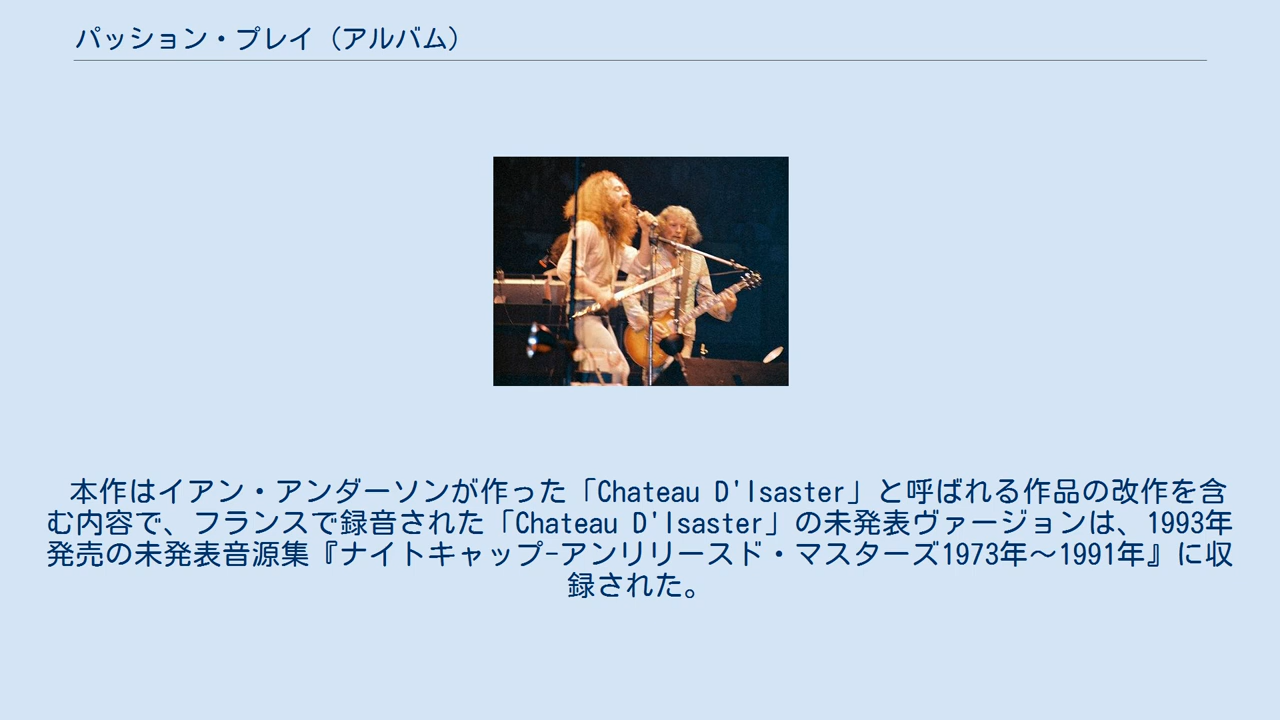 パッション・プレイ（アルバム）
本作はイアン・アンダーソンが作った「Chateau D'Isaster」と呼ばれる作品の改作を含
む内容で、フランスで録音された「Chateau D'Isaster」の未発表ヴァージョンは、1993年
発売の未発表音源集『ナイトキャップ-アンリリースド・マスターズ1973年～1991年』に収
録された。